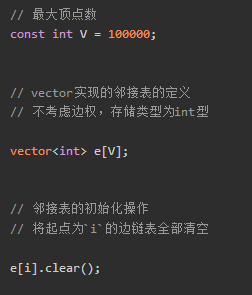 // 最大顶点数
const int V = 100000;
// vector实现的邻接表的定义
// 不考虑边权，存储类型为int型
vector<int> e[V];
// 邻接表的初始化操作
// 将起点为`i`的边链表全部清空
e[i].clear();